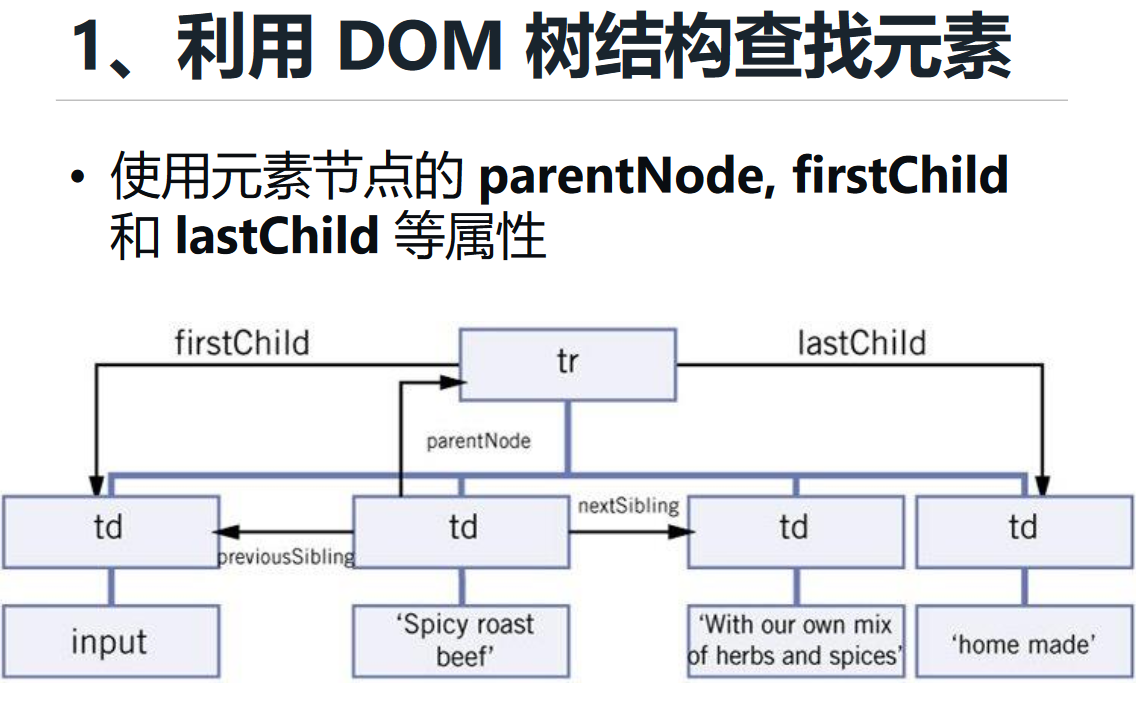 1、利用 DOM 树结构查找元素
• 使用元素节点的 parentNode, firstChild
和 lastChild 等属性
firstChild
tr
lastChild
parentNode
td
previousSibling
td
nextSibling
td
td
input
‘Spicy roast
beef’
‘With our own mix
of herbs and spices’
‘home made’